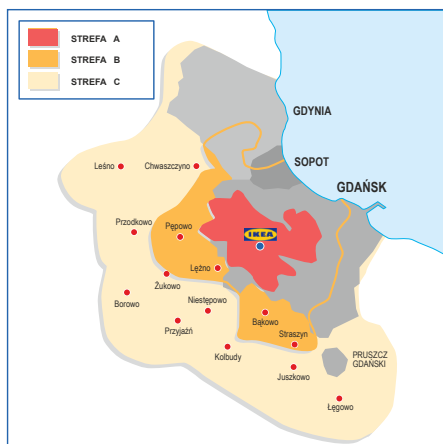 STREFA A
STREFA B
STREFA C
GDYNIA
SOPOT
GDAŃSK
Leśno
Chwaszczyno
Przodkowo
Pępowo
IKEA
Leźno
Żukowo
Borowo
Niestępowo
Przyjaźń
Bąkowo
Straszyn
Kolbudy
PRUSZCZ
GDAŃSKI
Juszkowo
Łęgowo